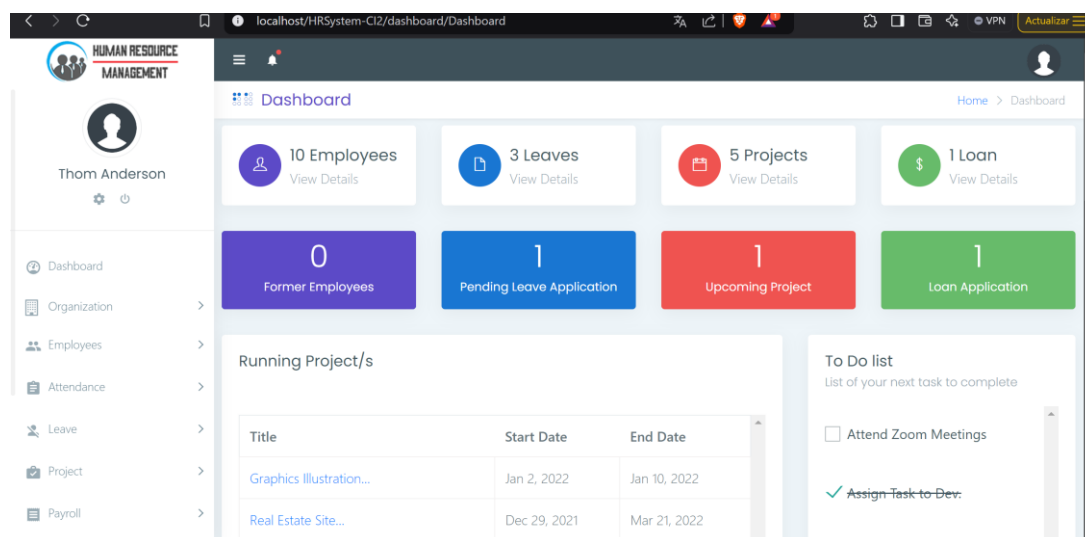 localhost/HRSystem-CI2/dashboard/Dashboard
VPN
Actualizar
HUMAN RESOURCE
MANAGEMENT
Thom Anderson
Dashboard
Organization
Employees
Attendance
Leave
Project
Payroll
Dashboard
Home > Dashboard
10 Employees
View Details
3 Leaves
View Details
5 Projects
View Details
$
1 Loan
View Details
0
Former Employees
1
Pending Leave Application
1
Upcoming Project
1
Loan Application
Running Project/s
Title Start Date End Date
Graphics Illustration... Jan 2, 2022 Jan 10, 2022
Real Estate Site... Dec 29, 2021 Mar 21, 2022
To Do list
List of your next task to complete
Attend Zoom Meetings
Assign Task to Dev.